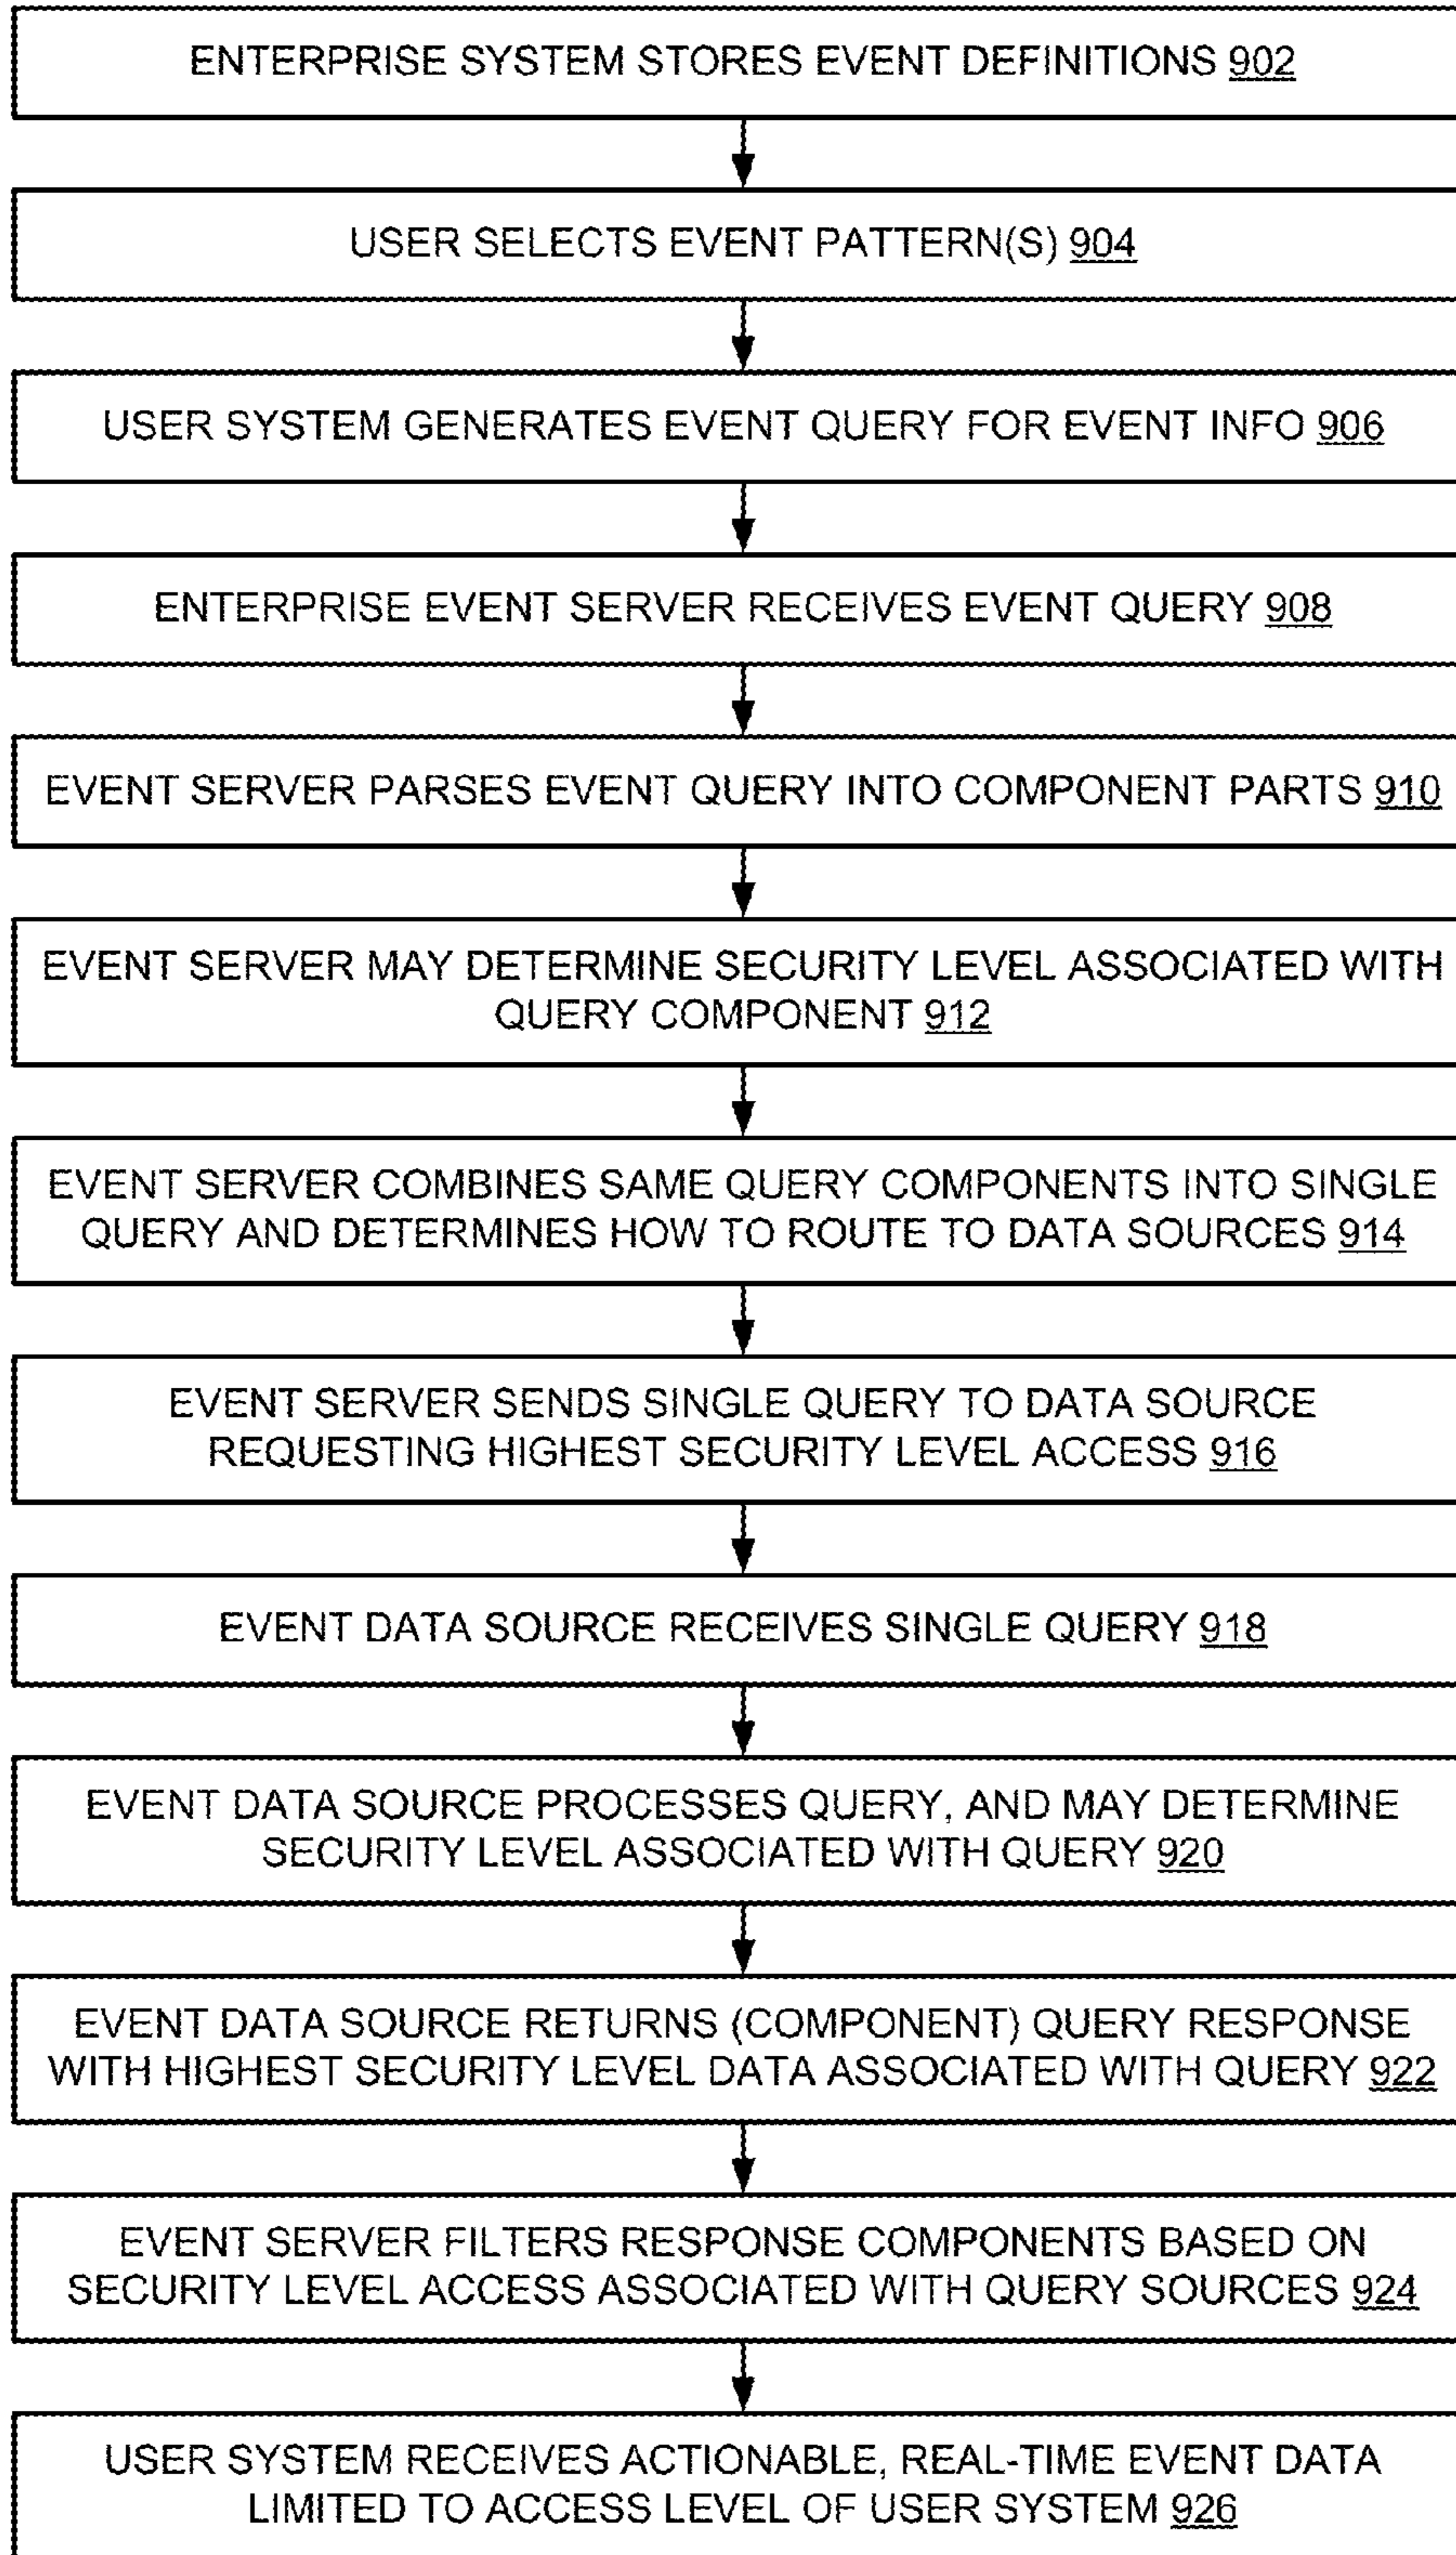 ENTERPRISE SYSTEM STORES EVENT DEFINITIONS 902
USER SELECTS EVENT PATTERN(S) 904
USER SYSTEM GENERATES EVENT QUERY FOR EVENT INFO 906
ENTERPRISE EVENT SERVER RECEIVES EVENT QUERY 908
EVENT SERVER PARSES EVENT QUERY INTO COMPONENT PARTS 910
EVENT SERVER MAY DETERMINE SECURITY LEVEL ASSOCIATED WITH
QUERY COMPONENT 912
EVENT SERVER COMBINES SAME QUERY COMPONENTS INTO SINGLE
QUERY AND DETERMINES HOW TO ROUTE TO DATA SOURCES 914
EVENT SERVER SENDS SINGLE QUERY TO DATA SOURCE
REQUESTING HIGHEST SECURITY LEVEL ACCESS 916
EVENT DATA SOURCE RECEIVES SINGLE QUERY 918
EVENT DATA SOURCE PROCESSES QUERY, AND MAY DETERMINE
SECURITY LEVEL ASSOCIATED WITH QUERY 920
EVENT DATA SOURCE RETURNS (COMPONENT) QUERY RESPONSE
WITH HIGHEST SECURITY LEVEL DATA ASSOCIATED WITH QUERY 922
EVENT SERVER FILTERS RESPONSE COMPONENTS BASED ON
SECURITY LEVEL ACCESS ASSOCIATED WITH QUERY SOURCES 924
USER SYSTEM RECEIVES ACTIONABLE, REAL-TIME EVENT DATA
LIMITED TO ACCESS LEVEL OF USER SYSTEM 926